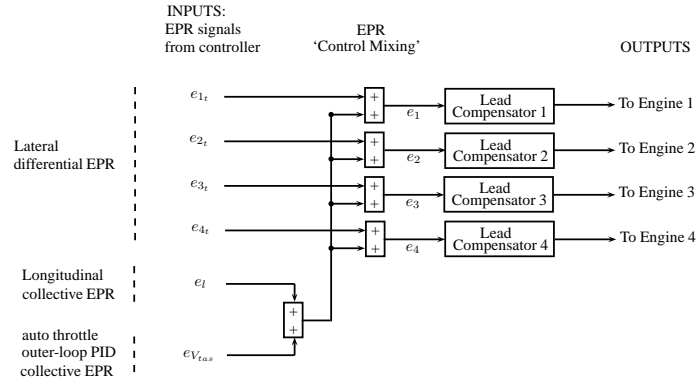 INPUTS:
EPR signals
from controller
EPR
‘Control Mixing’
OUTPUTS
Lateral
differential EPR
e1t
+
+
e1
Lead
Compensator 1
To Engine 1
e2t
+
+
e2
Lead
Compensator 2
To Engine 2
e3t
+
+
e3
Lead
Compensator 3
To Engine 3
e4t
+
+
e4
Lead
Compensator 4
To Engine 4
Longitudinal
collective EPR
el
+
+
auto throttle
outer-loop PID
collective EPR
eVtas